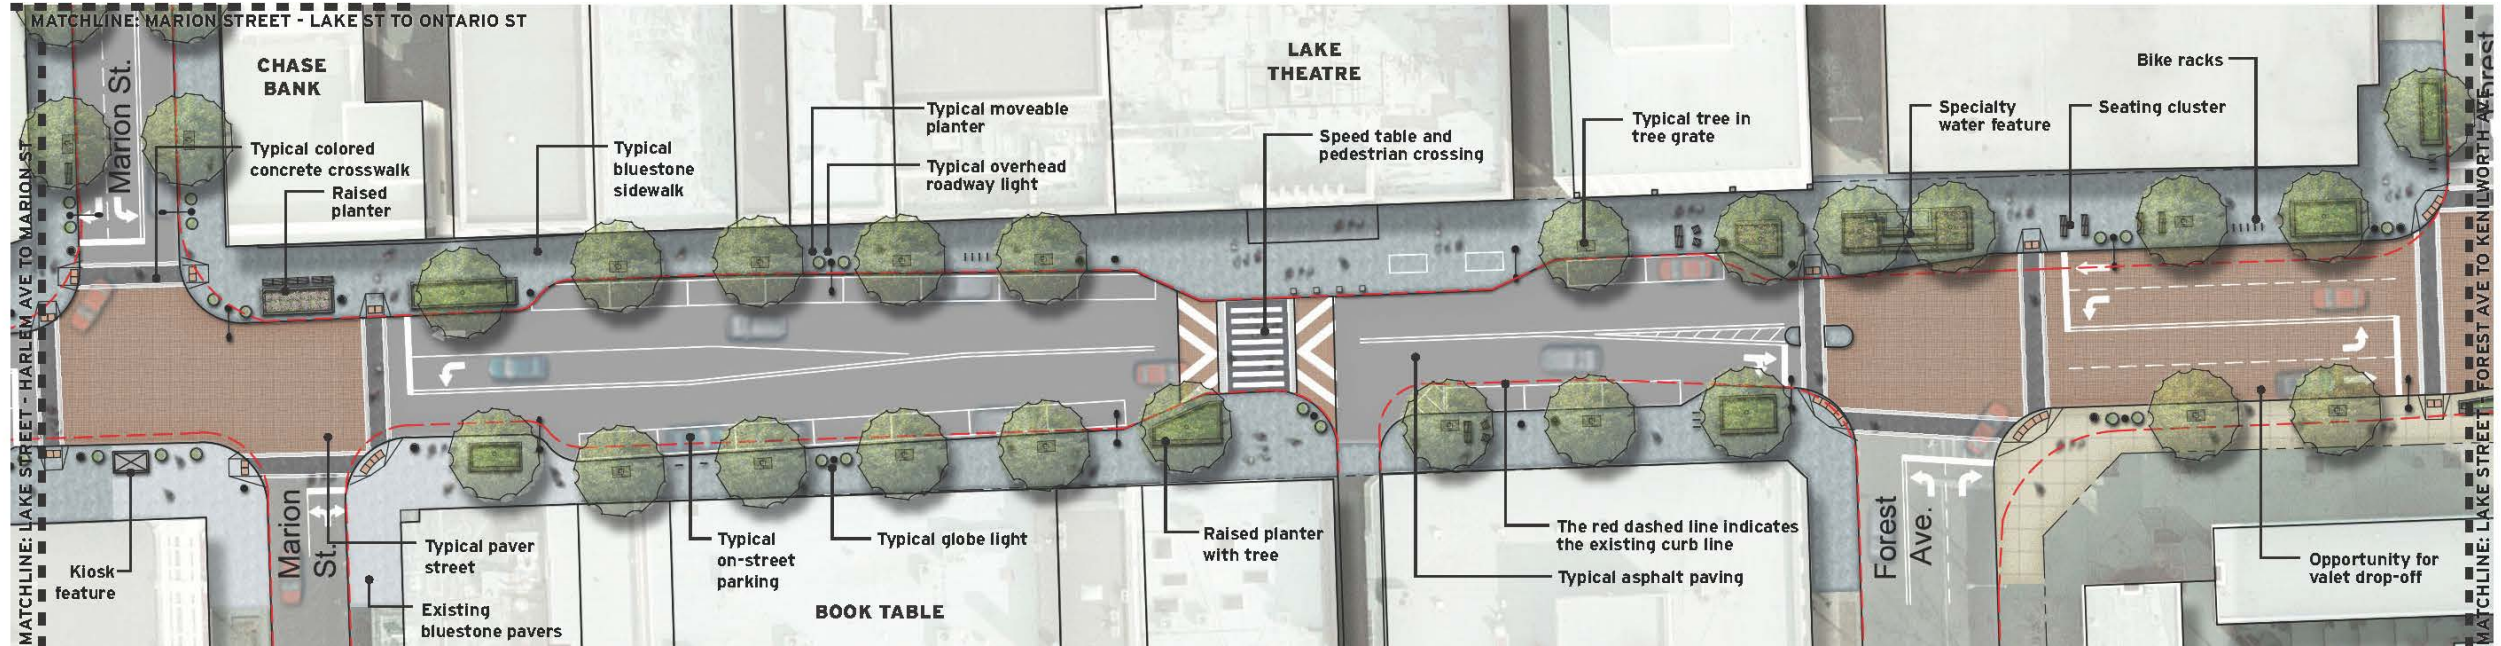 MATCHLINE: MARION STREET - LAKE ST TO ONTARIO ST
MATCHLINE: LAKE STREET - HARLEM AVE TO MARION ST
Marion St.
CHASE
BANK
Typical colored
concrete crosswalk
Raised
planter
Typical
bluestone
sidewalk
Typical moveable
planter
Typical overhead
roadway light
LAKE
THEATRE
Speed table and
pedestrian crossing
Typical tree in
tree grate
Specialty
water feature
Seating cluster
Bike racks
Kiosk
feature
Marion
St.
Typical paver
street
Existing
bluestone pavers
Typical
on-street
parking
Typical globe light
BOOK TABLE
Raised planter
with tree
The red dashed line indicates
the existing curb line
Typical asphalt paving
Forest
Ave.
Opportunity for
valet drop-off
MATCHLINE: LAKE STREET - FOREST AVE TO KENILWORTH AVE
Forest